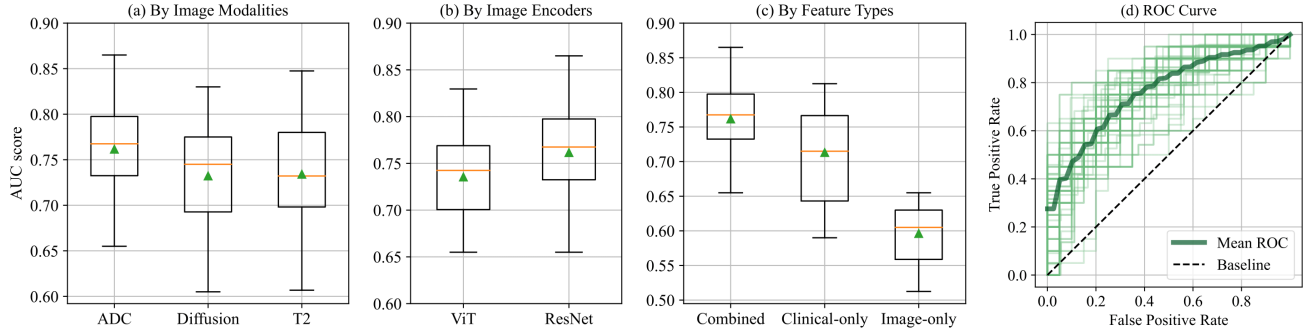 (a) By Image Modalities
AUC score
0.90
0.85
0.80
0.75
0.70
0.65
0.60
ADC Diffusion T2
(b) By Image Encoders
0.90
0.85
0.80
0.75
0.70
0.65
0.60
ViT ResNet
(c) By Feature Types
0.90
0.85
0.80
0.75
0.70
0.65
0.60
0.55
0.50
Combined Clinical-only Image-only
(d) ROC Curve
True Positive Rate
1.0
0.8
0.6
0.4
0.2
0.0
Mean ROC
Baseline
0.0 0.2 0.4 0.6 0.8
False Positive Rate